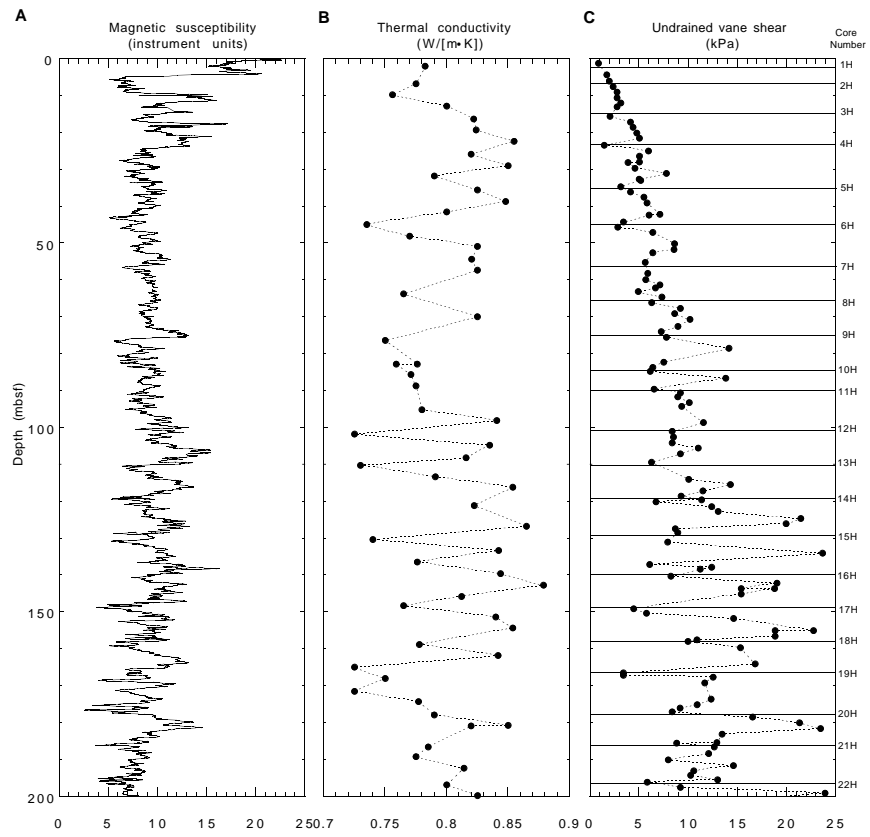 A
Magnetic susceptibility
(instrument units)
B
Thermal conductivity
(W/[m•K])
C
Undrained vane shear
(kPa)
Core
Number
Depth (mbsf)
0
50
100
150
200
0 5 10 15 20 25
0.7 0.75 0.8 0.85 0.9
0 5 10 15 20 25
1H
2H
3H
4H
5H
6H
7H
8H
9H
10H
11H
12H
13H
14H
15H
16H
17H
18H
19H
20H
21H
22H